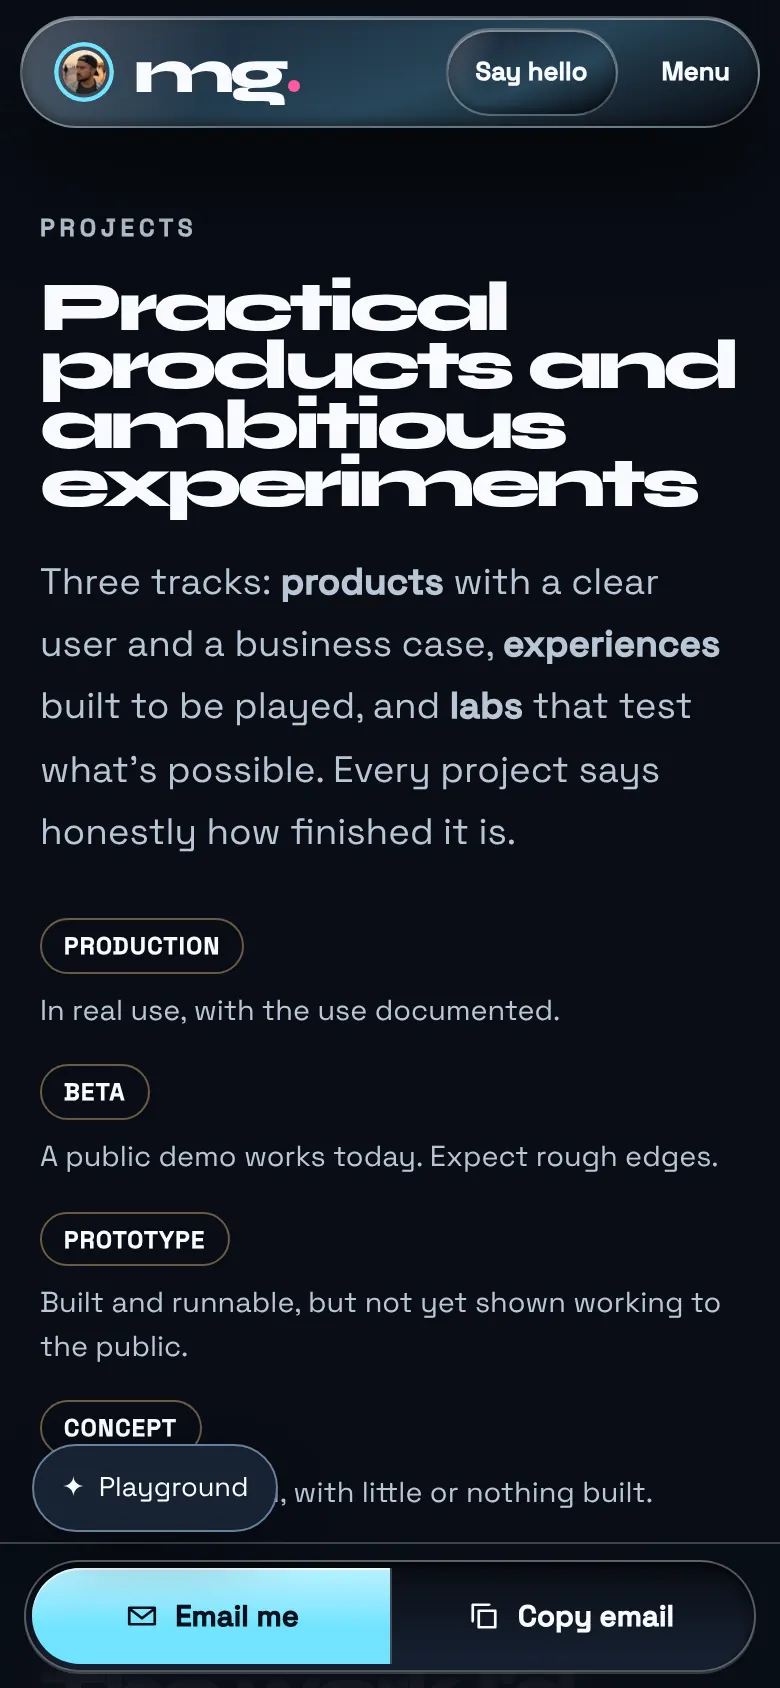 mg.
Say hello
Menu
PROJECTS
Practical
products and
ambitious
experiments
Three tracks: products with a clear
user and a business case, experiences
built to be played, and labs that test
what’s possible. Every project says
honestly how finished it is.
PRODUCTION
In real use, with the use documented.
BETA
A public demo works today. Expect rough edges.
PROTOTYPE
Built and runnable, but not yet shown working to
the public.
CONCEPT
✦ Playground
, with little or nothing built.
Email me
Copy email